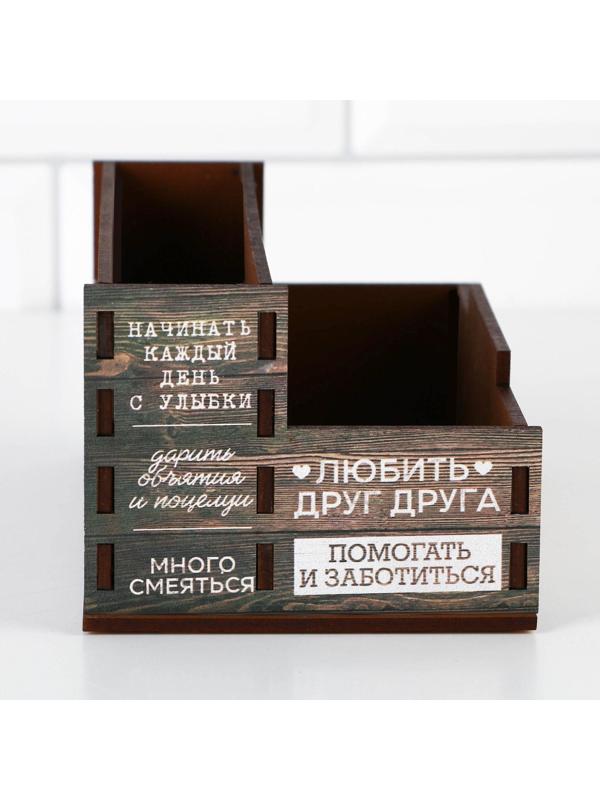 НАЧИНАТЬ
КАЖДЫЙ
ДЕНЬ
С УЛЫБКИ
дарить
объятия
и поцелуи
МНОГО
СМЕЯТЬСЯ
ЛЮБИТЬ
ДРУГ ДРУГА
ПОМОГАТЬ
И ЗАБОТИТЬСЯ